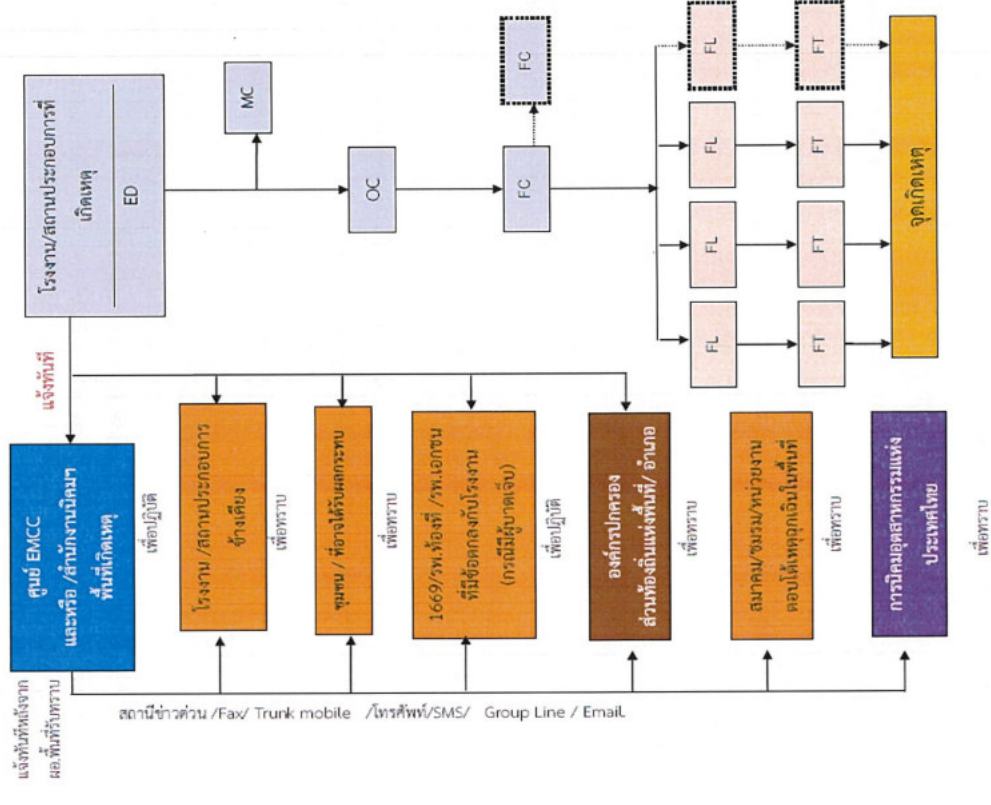 โรงงาน/สถานประกอบการที่
เกิดเหตุ
ED
MC
OC
FC
FC
FL
FL
FL
FL
FT
FT
FT
FT
จุดเกิดเหตุ
แจ้งทันที
ศูนย์ EMCC
และหรือ /สำนักงานนิคมฯ
พื้นที่เกิดเหตุ
เพื่อปฏิบัติ
โรงงาน /สถานประกอบการ
ข้างเคียง
เพื่อทราบ
ชุมชน / ที่อาจได้รับผลกระทบ
เพื่อทราบ
1669/รพ.ท้องที่ /รพ.เอกชน
ที่มีข้อตกลงกับโรงงาน
(กรณีมีผู้บาดเจ็บ)
เพื่อปฏิบัติ
องค์กรปกครอง
ส่วนท้องถิ่นแห่งพื้นที่/ อำเภอ
เพื่อทราบ
สมาคม/ชมรม/หน่วยงาน
ตอบโต้เหตุฉุกเฉินในพื้นที่
เพื่อทราบ
การนิคมอุตสาหกรรมแห่ง
ประเทศไทย
เพื่อทราบ
แจ้งทันทีหลังจาก
ผอ.พื้นที่รับทราบ
สถานีข่าวด่วน /Fax/ Trunk mobile /โทรศัพท์/SMS/ Group Line / Email